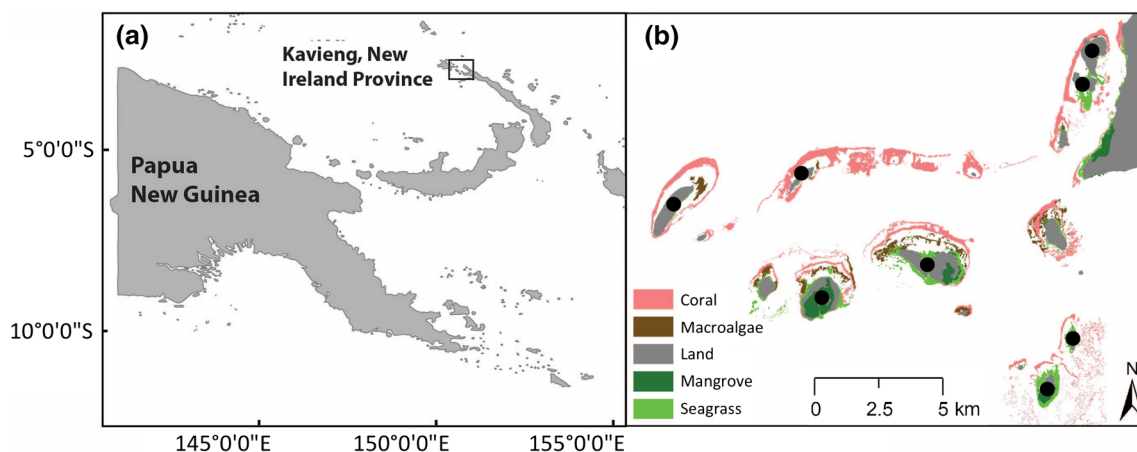 (a)
Kavieng, New
Ireland Province
Papua
New Guinea
5°0'0"S
10°0'0"S
145°0'0"E
150°0'0"E
155°0'0"E
(b)
Coral
Macroalgae
Land
Mangrove
Seagrass
0 2.5 5 km
N